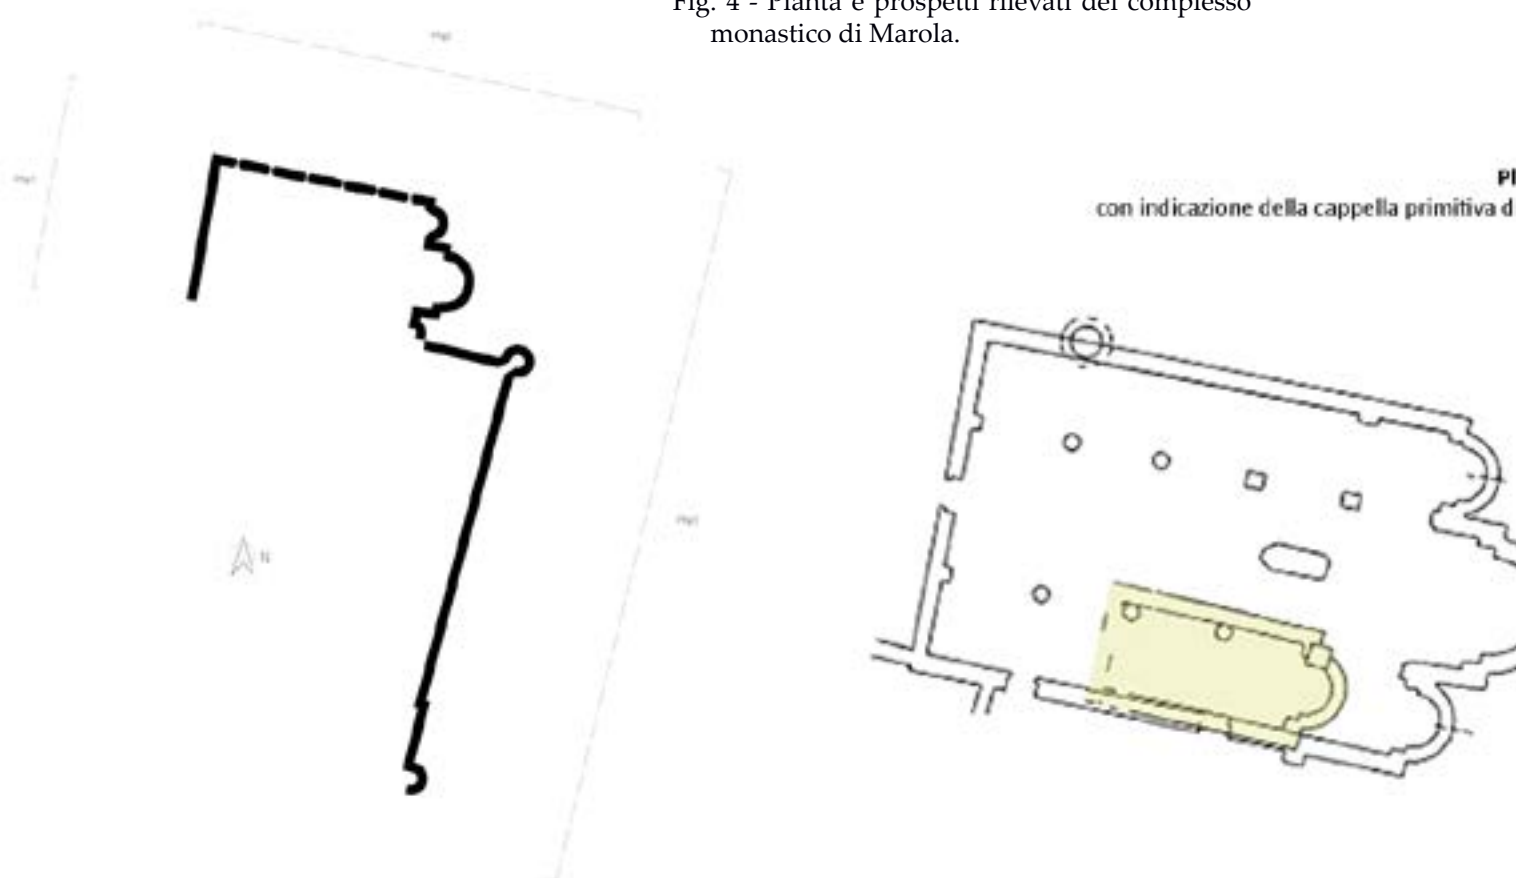 Fig. 4 - Pianta e prospetti rilevati del complesso
monastico di Marola.
con indicazione della cappella primitiva d